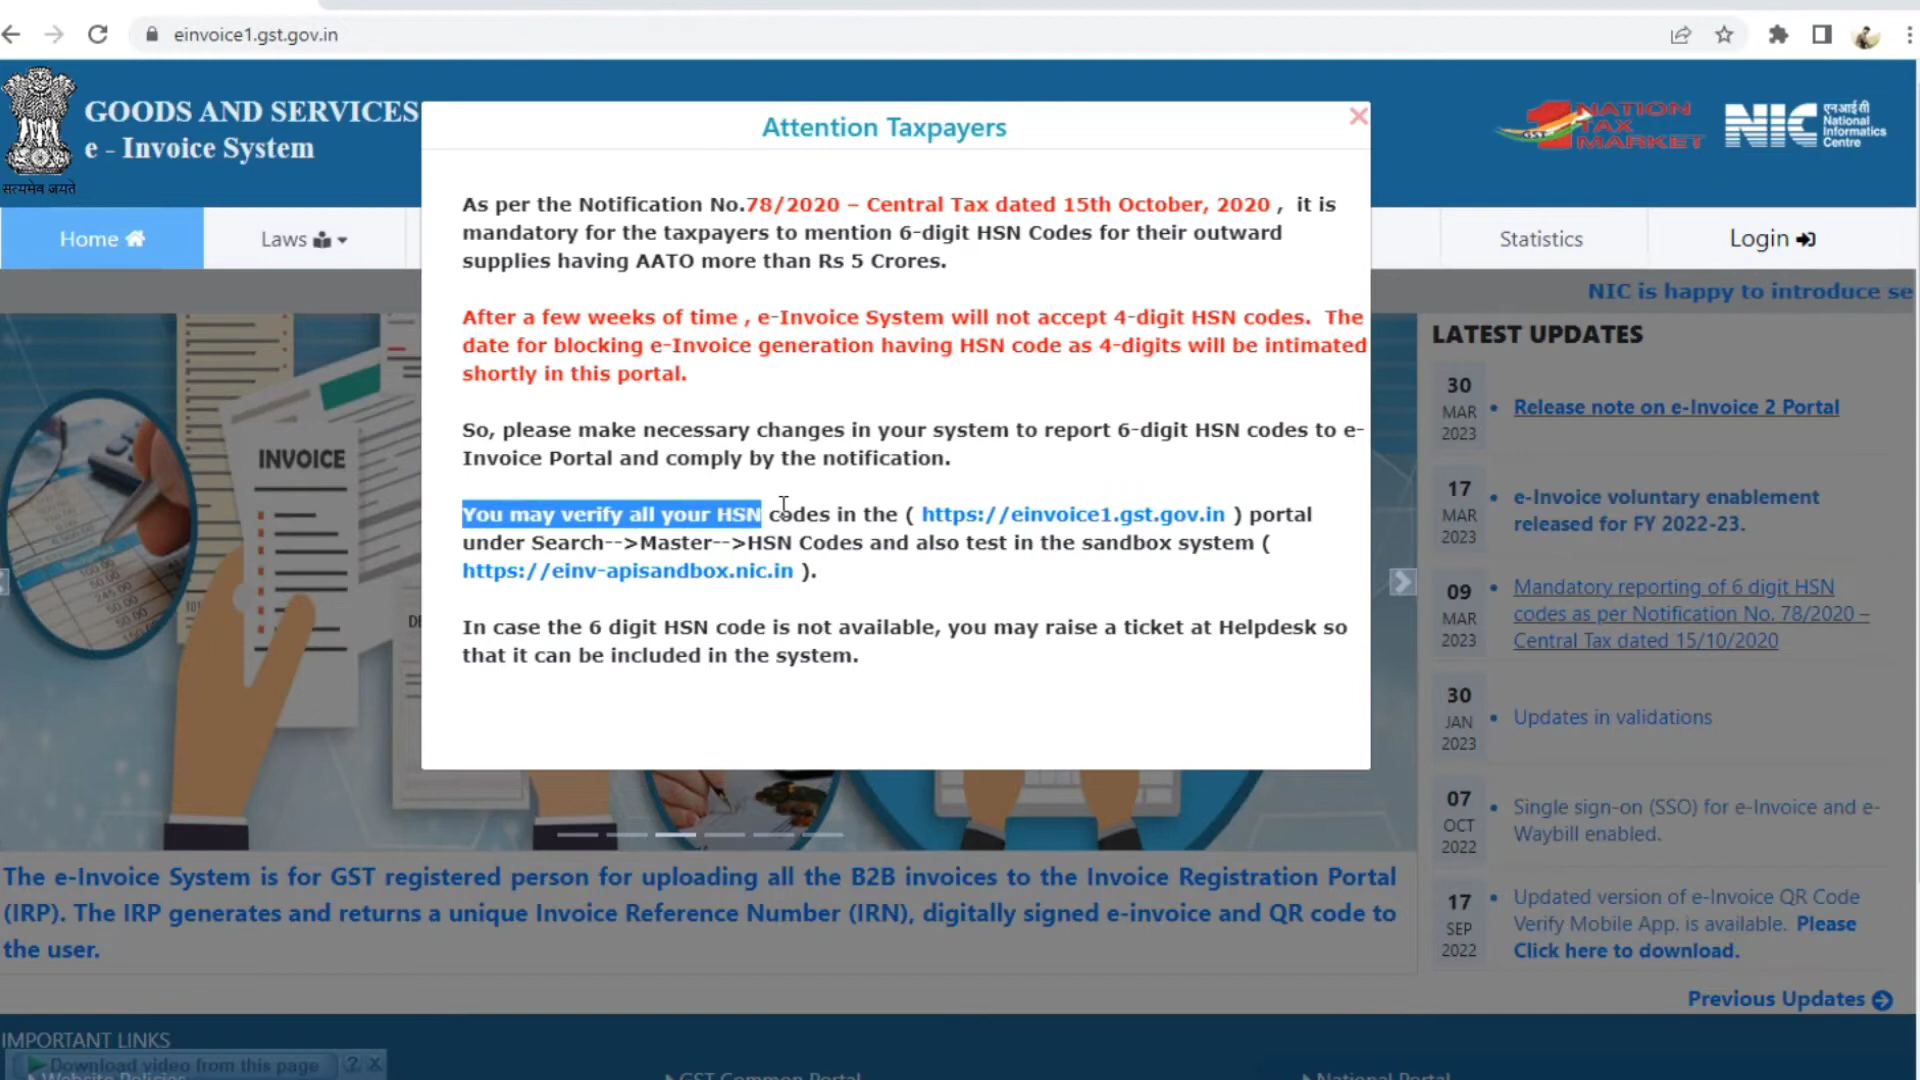 einvoice1.gst.gov.in
GOODS AND SERVICES
e - Invoice System
सत्यमेव जयते
NATION
TAX
MARKET
GST
NIC
एनआईसी
National
Informatics
Centre
Home
Laws
Statistics
Login
NIC is happy to introduce se
Attention Taxpayers
As per the Notification No.78/2020 – Central Tax dated 15th October, 2020 , it is
mandatory for the taxpayers to mention 6-digit HSN Codes for their outward
supplies having AATO more than Rs 5 Crores.
After a few weeks of time , e-Invoice System will not accept 4-digit HSN codes. The
date for blocking e-Invoice generation having HSN code as 4-digits will be intimated
shortly in this portal.
So, please make necessary changes in your system to report 6-digit HSN codes to e-
Invoice Portal and comply by the notification.
You may verify all your HSN codes in the ( https://einvoice1.gst.gov.in ) portal
under Search-->Master-->HSN Codes and also test in the sandbox system (
https://einv-apisandbox.nic.in ).
In case the 6 digit HSN code is not available, you may raise a ticket at Helpdesk so
that it can be included in the system.
INVOICE
LATEST UPDATES
30
MAR
2023
Release note on e-Invoice 2 Portal
17
MAR
2023
e-Invoice voluntary enablement
released for FY 2022-23.
09
MAR
2023
Mandatory reporting of 6 digit HSN
codes as per Notification No. 78/2020 –
Central Tax dated 15/10/2020
30
JAN
2023
Updates in validations
07
OCT
2022
Single sign-on (SSO) for e-Invoice and e-
Waybill enabled.
17
SEP
2022
Updated version of e-Invoice QR Code
Verify Mobile App. is available. Please
Click here to download.
Previous Updates
The e-Invoice System is for GST registered person for uploading all the B2B invoices to the Invoice Registration Portal
(IRP). The IRP generates and returns a unique Invoice Reference Number (IRN), digitally signed e-invoice and QR code to
the user.
IMPORTANT LINKS
Download video from this page ? X
Website Policies
GST Common Portal
National Portal